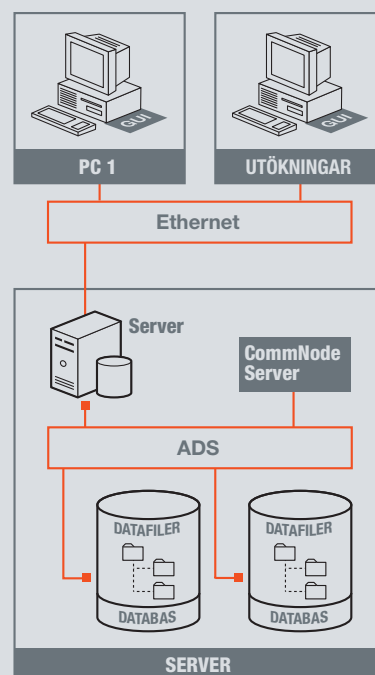 GUI
GUI
PC 1
UTÖKNINGAR
Ethernet
Server
CommNode
Server
ADS
DATAFILER
DATAFILER
DATABAS
DATABAS
SERVER